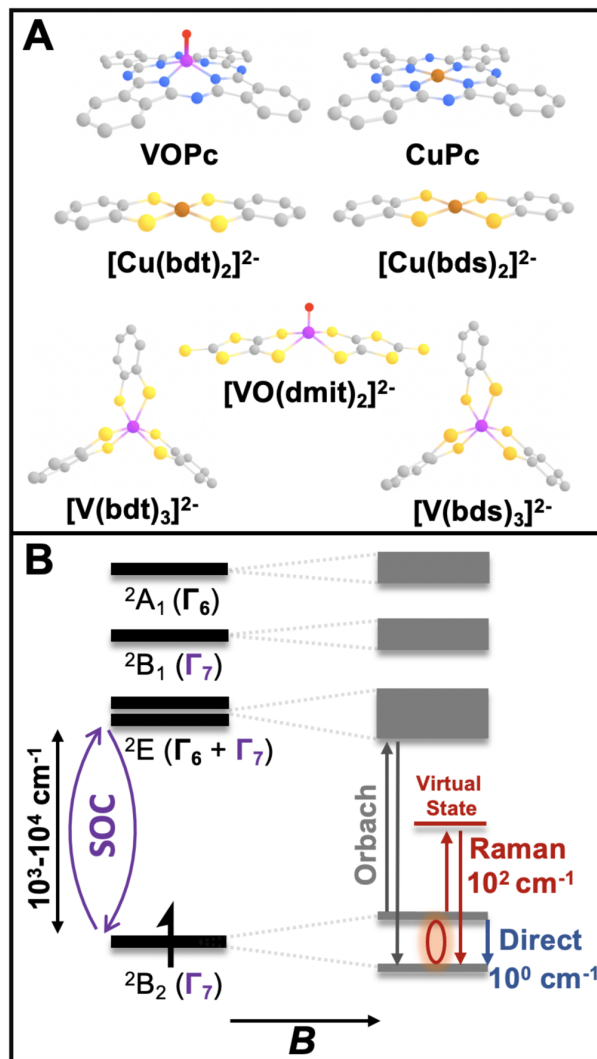 A
VOPc
CuPc
[Cu(bdt)₂]²⁻
[Cu(bds)₂]²⁻
[VO(dmit)₂]²⁻
[V(bdt)₃]²⁻
[V(bds)₃]²⁻
B
²A₁ (Γ₆)
²B₁ (Γ₇)
²E (Γ₆ + Γ₇)
10³-10⁴ cm⁻¹
SOC
²B₂ (Γ₇)
Orbach
Virtual
State
Raman
10² cm⁻¹
Direct
10⁰ cm⁻¹
B